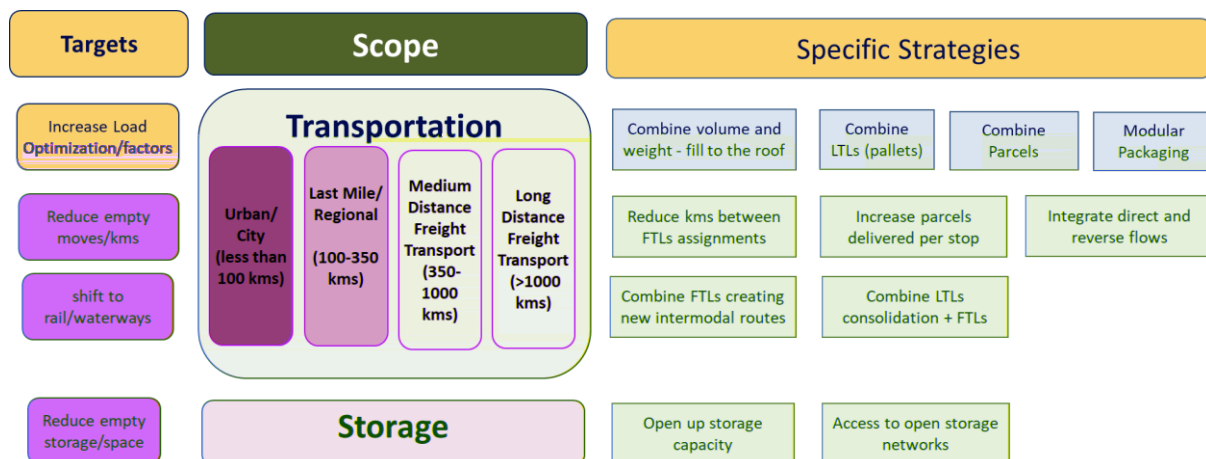 Targets
Scope
Specific Strategies
Increase Load
Optimization/factors
Transportation
Combine volume and
weight - fill to the roof
Combine
LTLs (pallets)
Combine
Parcels
Modular
Packaging
Urban/
City
(less than
100 kms)
Last Mile/
Regional
(100-350
kms)
Medium
Distance
Freight
Transport
(350-
1000
kms)
Long
Distance
Freight
Transport
(>1000 kms)
Reduce empty
moves/kms
Reduce kms between
FTLs assignments
Increase parcels
delivered per stop
Integrate direct and
reverse flows
shift to
rail/waterways
Combine FTLs creating
new intermodal routes
Combine LTLs
consolidation + FTLs
Reduce empty
storage/space
Storage
Open up storage
capacity
Access to open storage
networks